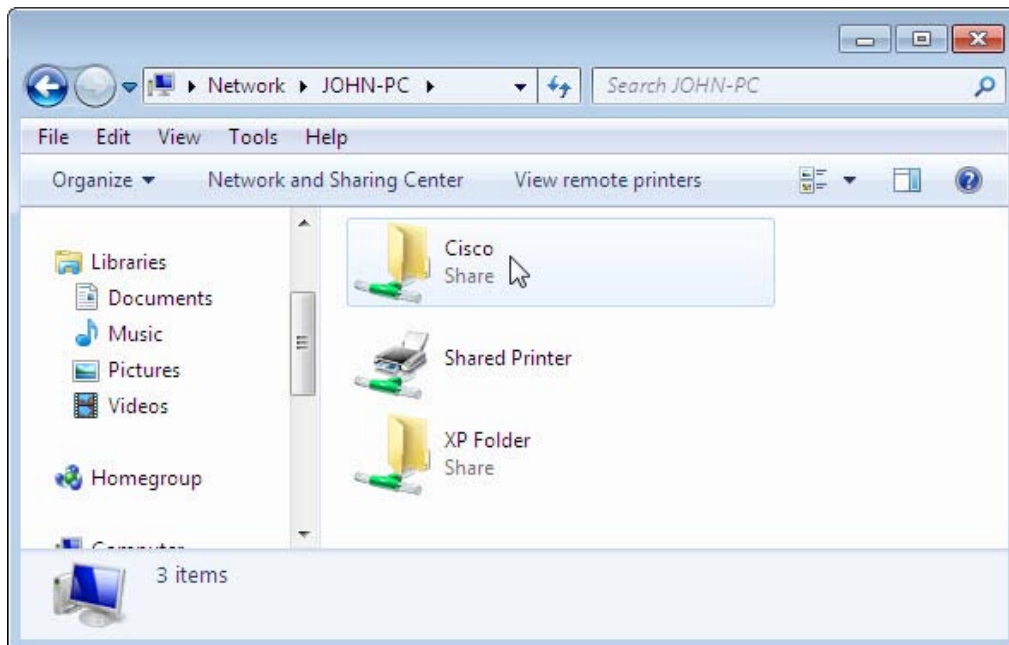 Network JOHN-PC Search JOHN-PC
File Edit View Tools Help
Organize Network and Sharing Center View remote printers
Libraries
Documents
Music
Pictures
Videos
Homegroup
Computer
Cisco
Share
Shared Printer
XP Folder
Share
3 items